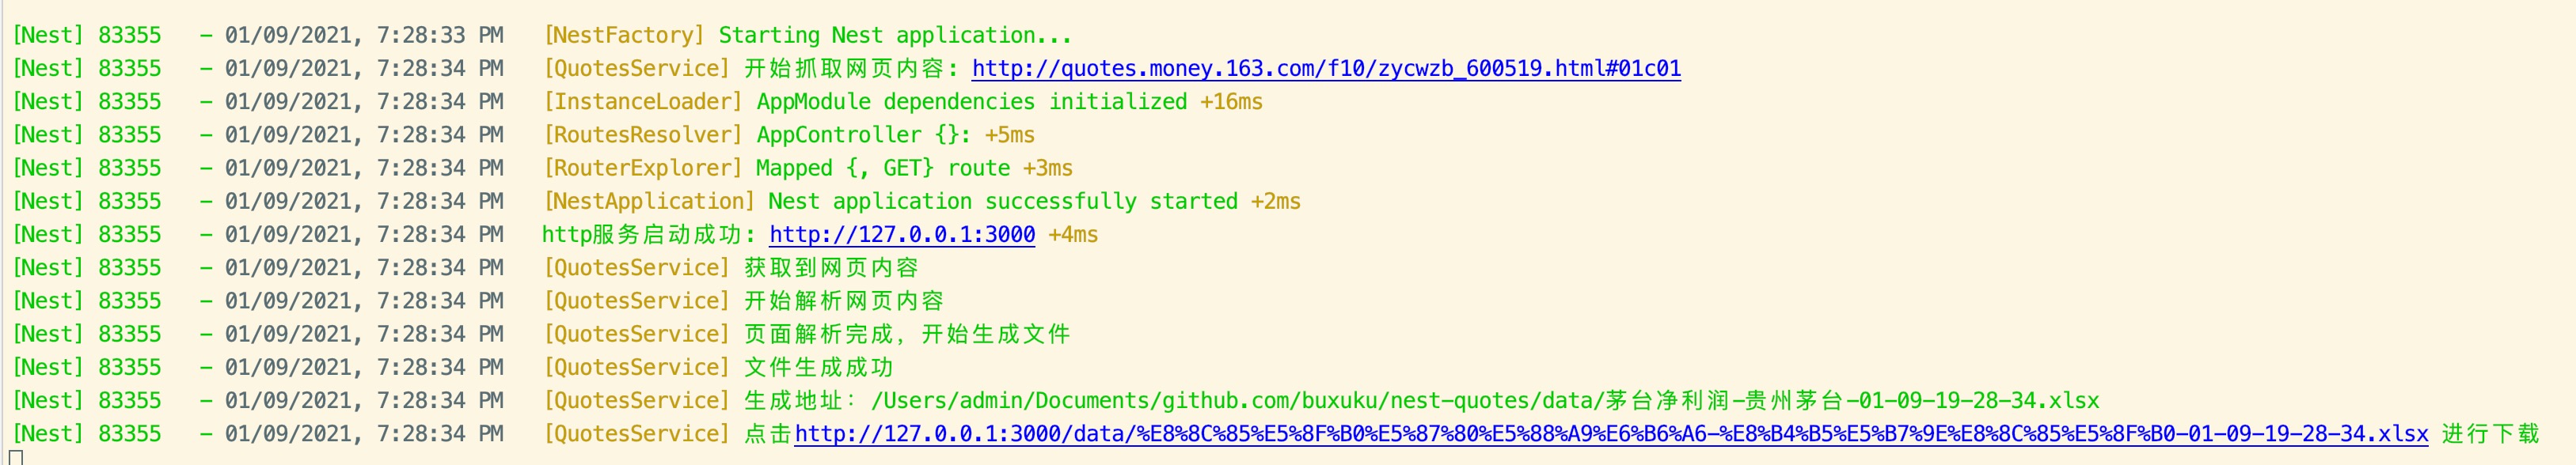 [Nest] 83355 - 01/09/2021, 7:28:33 PM [NestFactory] Starting Nest application...
[Nest] 83355 - 01/09/2021, 7:28:34 PM [QuotesService] 开始抓取网页内容: http://quotes.money.163.com/f10/zycwzb_600519.html#01c01
[Nest] 83355 - 01/09/2021, 7:28:34 PM [InstanceLoader] AppModule dependencies initialized +16ms
[Nest] 83355 - 01/09/2021, 7:28:34 PM [RoutesResolver] AppController {}: +5ms
[Nest] 83355 - 01/09/2021, 7:28:34 PM [RouterExplorer] Mapped {, GET} route +3ms
[Nest] 83355 - 01/09/2021, 7:28:34 PM [NestApplication] Nest application successfully started +2ms
[Nest] 83355 - 01/09/2021, 7:28:34 PM http服务启动成功: http://127.0.0.1:3000 +4ms
[Nest] 83355 - 01/09/2021, 7:28:34 PM [QuotesService] 获取到网页内容
[Nest] 83355 - 01/09/2021, 7:28:34 PM [QuotesService] 开始解析网页内容
[Nest] 83355 - 01/09/2021, 7:28:34 PM [QuotesService] 页面解析完成，开始生成文件
[Nest] 83355 - 01/09/2021, 7:28:34 PM [QuotesService] 文件生成成功
[Nest] 83355 - 01/09/2021, 7:28:34 PM [QuotesService] 生成地址：/Users/admin/Documents/github.com/buxuku/nest-quotes/data/茅台净利润-贵州茅台-01-09-19-28-34.xlsx
[Nest] 83355 - 01/09/2021, 7:28:34 PM [QuotesService] 点击http://127.0.0.1:3000/data/%E8%8C%85%E5%8F%B0%E5%87%80%E5%88%A9%E6%B6%A6-%E8%B4%B5%E5%B7%9E%E8%8C%85%E5%8F%B0-01-09-19-28-34.xlsx 进行下载